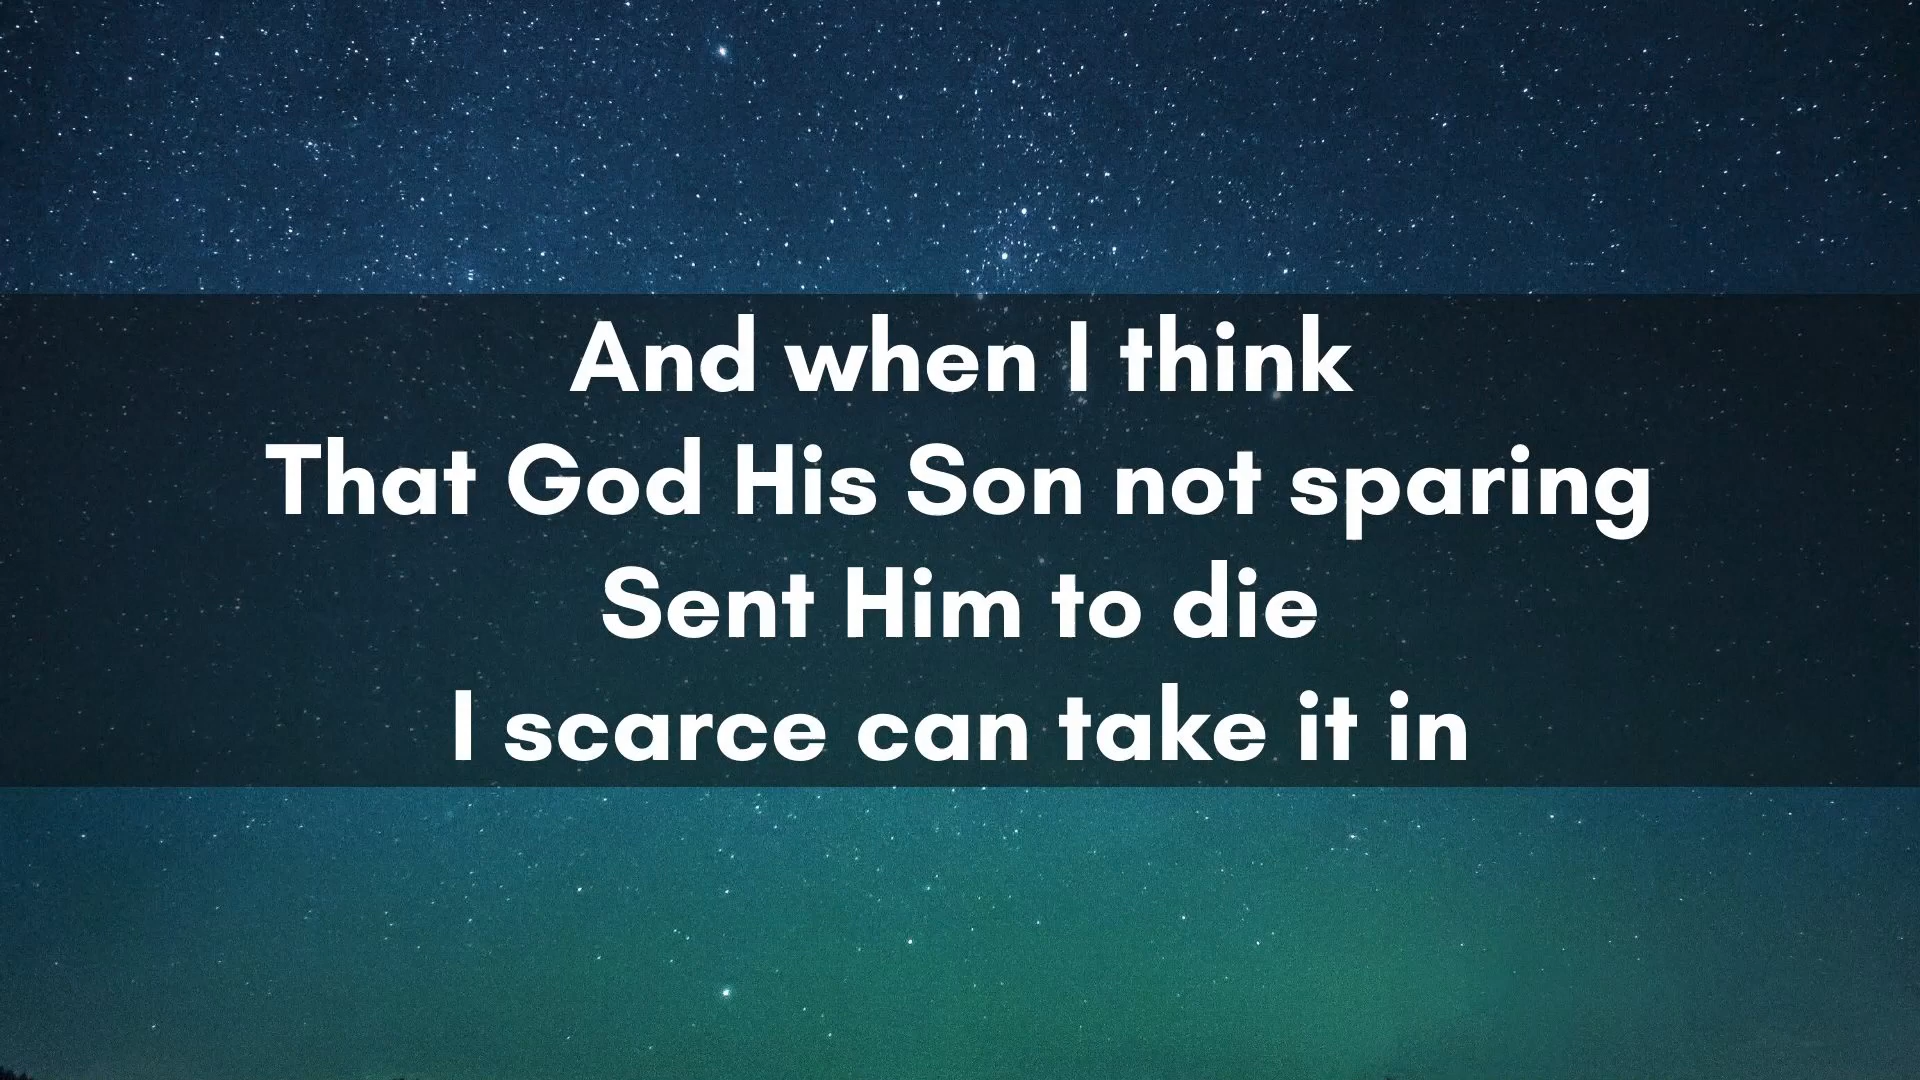 And when I think
That God His Son not sparing
Sent Him to die
I scarce can take it in